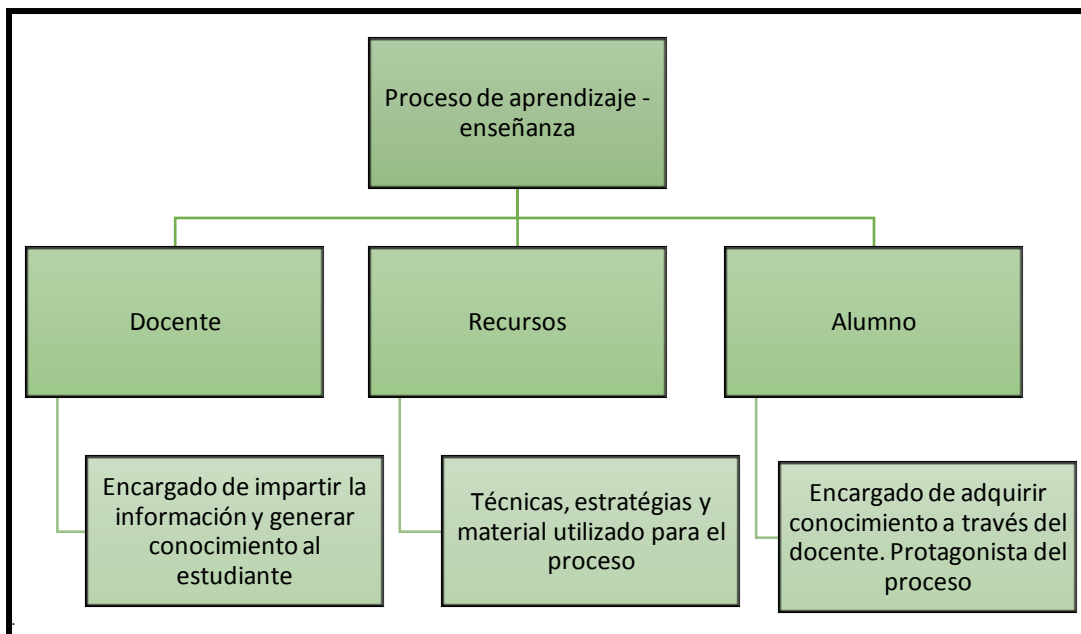 Proceso de aprendizaje -
enseñanza
Docente
Recursos
Alumno
Encargado de impartir la
información y generar
conocimiento al
estudiante
Técnicas, estratégias y
material utilizado para el
proceso
Encargado de adquirir
conocimiento a través del
docente. Protagonista del
proceso